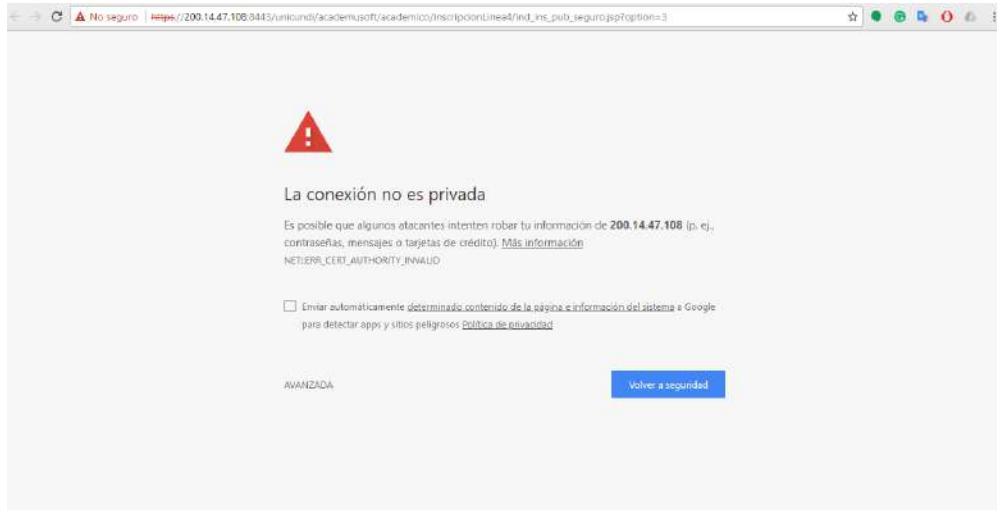 No seguro | https://200.14.47.108:8443/unicundi/academusoft/academico/InscripcionLinea4/ind_ins_pub_seguro.jsp?option=3
La conexión no es privada
Es posible que algunos atacantes intenten robar tu información de 200.14.47.108 (p. ej.,
contraseñas, mensajes o tarjetas de crédito). Más información
NET::ERR_CERT_AUTHORITY_INVALID
Enviar automáticamente determinado contenido de la página e información del sistema a Google
para detectar apps y sitios peligrosos Política de privacidad
AVANZADA
Volver a seguridad